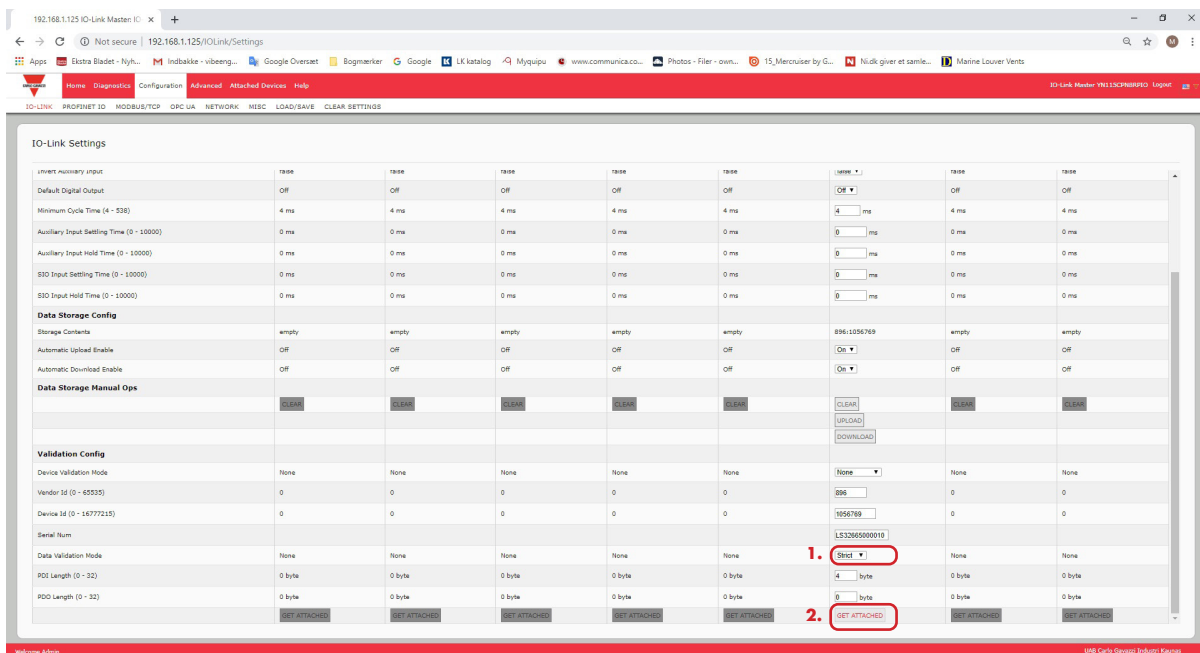 192.168.1.125 IO-Link Master: IO
Not secure | 192.168.1.125/IOLink/Settings
Apps Ekstra Bladet - Nyh... Indbakke - vibeeng... Google Oversæt Bogmærker Google LK katalog Myquipu www.communica.co... Photos - Filer - own... 15_Mercruiser by G... Ni.dk giver et samle... Marine Louver Vents
Home Diagnostics Configuration Advanced Attached Devices Help IO-Link Master YN115CPN8RPIO Logout
IO-LINK PROFINET IO MODBUS/TCP OPC UA NETWORK MISC LOAD/SAVE CLEAR SETTINGS
IO-Link Settings
Invert Auxiliary Input false false false false false false false false
Default Digital Output Off Off Off Off Off Off Off Off
Minimum Cycle Time (4 - 538) 4 ms 4 ms 4 ms 4 ms 4 ms 4 ms 4 ms 4 ms
Auxiliary Input Settling Time (0 - 10000) 0 ms 0 ms 0 ms 0 ms 0 ms 0 ms 0 ms 0 ms
Auxiliary Input Hold Time (0 - 10000) 0 ms 0 ms 0 ms 0 ms 0 ms 0 ms 0 ms 0 ms
SIO Input Settling Time (0 - 10000) 0 ms 0 ms 0 ms 0 ms 0 ms 0 ms 0 ms 0 ms
SIO Input Hold Time (0 - 10000) 0 ms 0 ms 0 ms 0 ms 0 ms 0 ms 0 ms 0 ms
Data Storage Config
Storage Contents empty empty empty empty empty 896:1056769 empty empty
Automatic Upload Enable Off Off Off Off Off On Off Off
Automatic Download Enable Off Off Off Off Off On Off Off
Data Storage Manual Ops
CLEAR CLEAR CLEAR CLEAR CLEAR CLEAR CLEAR CLEAR
UPLOAD
DOWNLOAD
Validation Config
Device Validation Mode None None None None None None None None
Vendor Id (0 - 65535) 0 0 0 0 0 896 0 0
Device Id (0 - 16777215) 0 0 0 0 0 1056769 0 0
Serial Num LS32665000010
Data Validation Mode None None None None None 1. Strict None None
PDI Length (0 - 32) 0 byte 0 byte 0 byte 0 byte 0 byte 4 byte 0 byte 0 byte
PDO Length (0 - 32) 0 byte 0 byte 0 byte 0 byte 0 byte 0 byte 0 byte 0 byte
GET ATTACHED GET ATTACHED GET ATTACHED GET ATTACHED GET ATTACHED 2. GET ATTACHED GET ATTACHED GET ATTACHED
Welcome Admin UAB Carlo Gavazzi Industri Kaunas